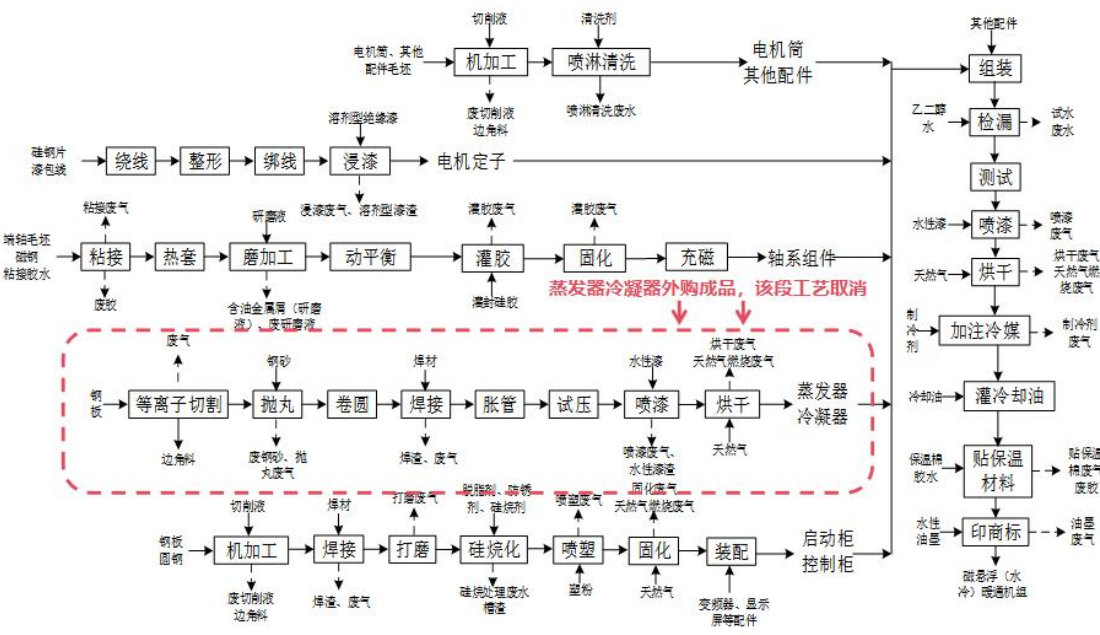 切削液
清洗剂
电机筒、其他
配件毛坯
机加工
喷淋清洗
电机筒
其他配件
废切削液
边角料
喷淋清洗废水
溶剂型绝缘漆
硅钢片
漆包线
绕线
整形
绑线
浸漆
电机定子
浸漆废气、溶剂型漆渣
粘接废气
研磨液
灌胶废气
灌胶废气
端轴毛坯
磁钢
粘接胶水
粘接
热套
磨加工
动平衡
灌胶
固化
充磁
轴系组件
废胶
含油金属屑（研磨
液）、废研磨液
灌封硅胶
蒸发器冷凝器外购成品，该段工艺取消
废气
钢砂
焊材
水性漆
烘干废气
天然气燃烧废气
钢
板
等离子切割
抛丸
卷圆
焊接
胀管
试压
喷漆
烘干
蒸发器
冷凝器
边角料
废钢砂、抛
丸废气
焊渣、废气
喷漆废气、
水性漆渣
天然气
切削液
焊材
打磨废气
脱脂剂、防锈
剂、硅烷剂
喷塑废气
固化废气
天然气燃烧废气
钢板
圆钢
机加工
焊接
打磨
硅烷化
喷塑
固化
装配
启动柜
控制柜
废切削液
边角料
焊渣、废气
硅烷处理废水
槽渣
塑粉
天然气
变频器、显示
屏等配件
其他配件
组装
乙二醇
水
检漏
试水
废水
测试
水性漆
喷漆
喷漆
废气
天然气
烘干
烘干废气
天然气燃
烧废气
制
冷
剂
加注冷媒
制冷剂
废气
冷却油
灌冷却油
保温棉
胶水
贴保温
材料
贴保温
棉废气
废胶
水性
油墨
印商标
油墨
废气
磁悬浮（水
冷）暖通机组